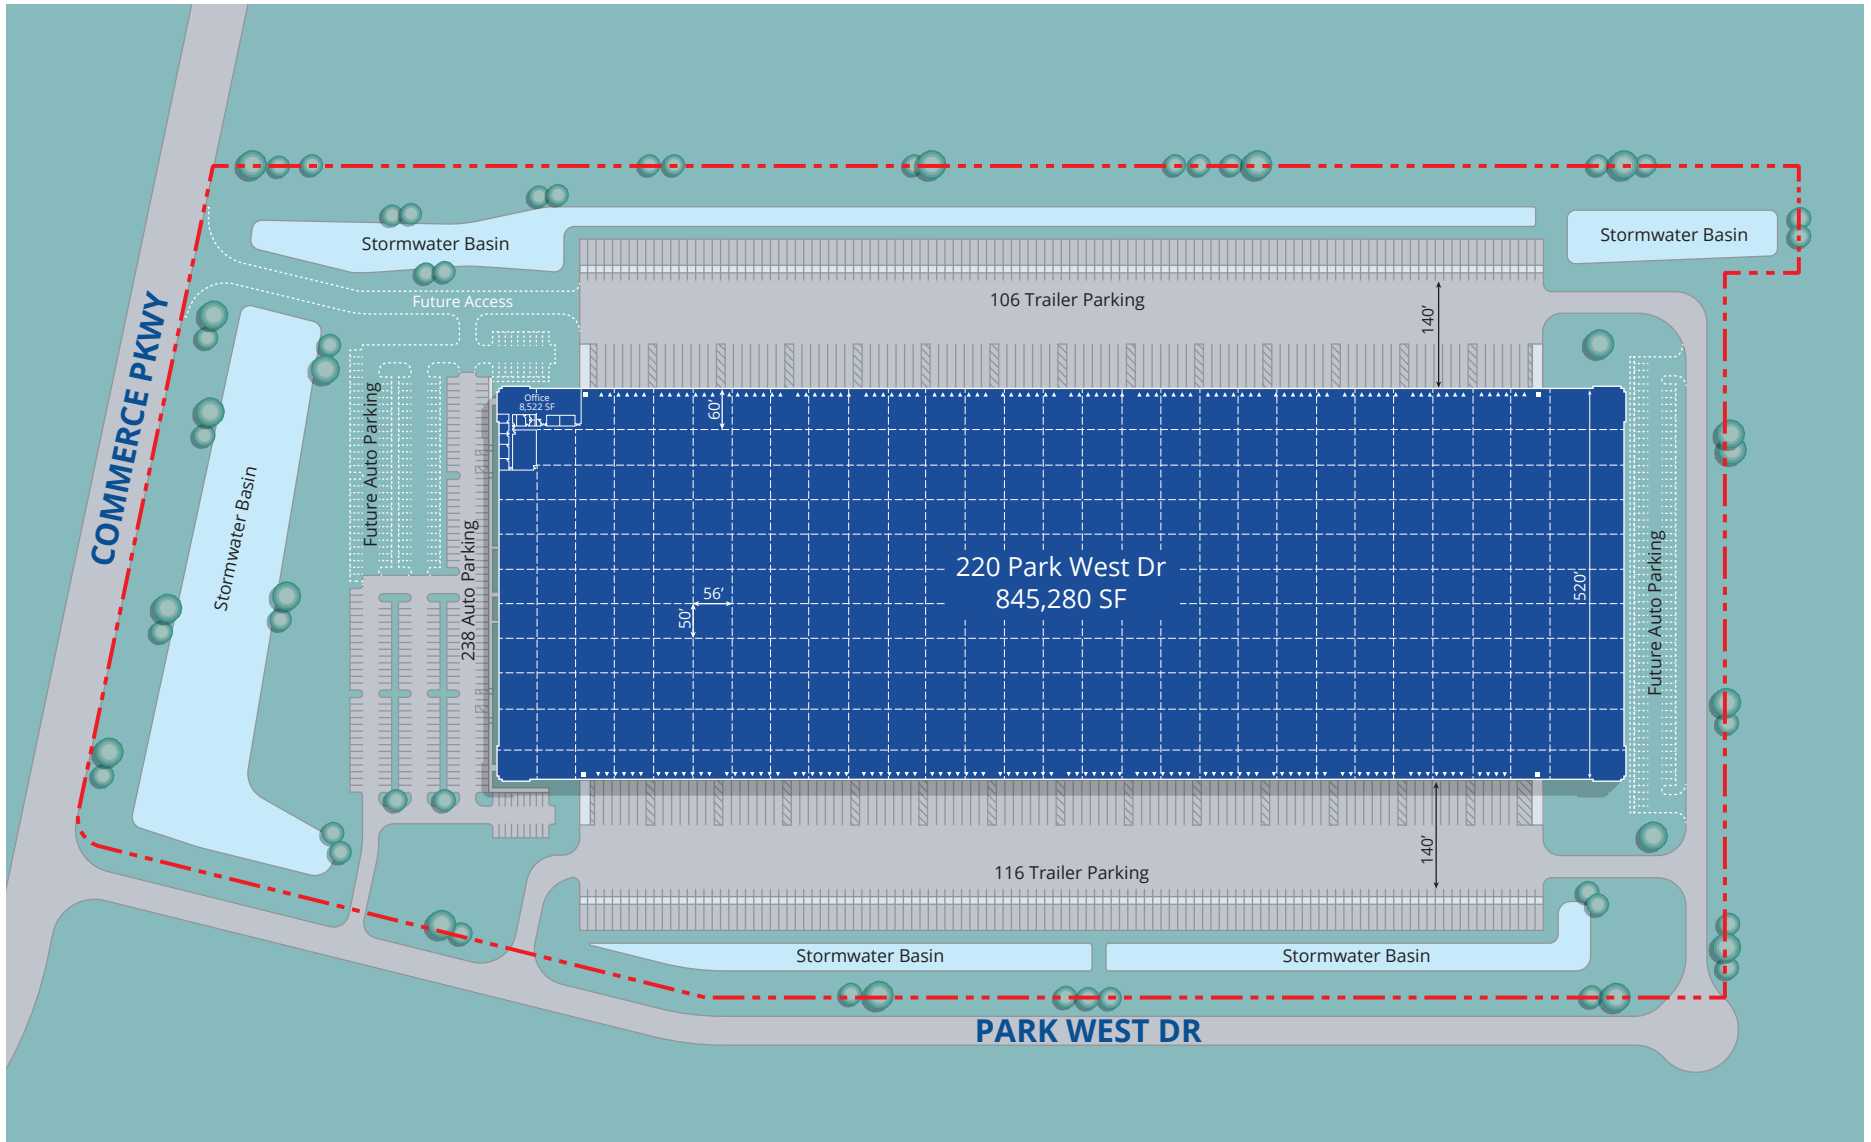 Stormwater Basin
Stormwater Basin
Future Access
106 Trailer Parking
140’
COMMERCE PKWY
Future Auto Parking
Office
8,522 SF
60’
Stormwater Basin
238 Auto Parking
220 Park West Dr
845,280 SF
56’
50’
520’
Future Auto Parking
140’
116 Trailer Parking
Stormwater Basin
Stormwater Basin
PARK WEST DR